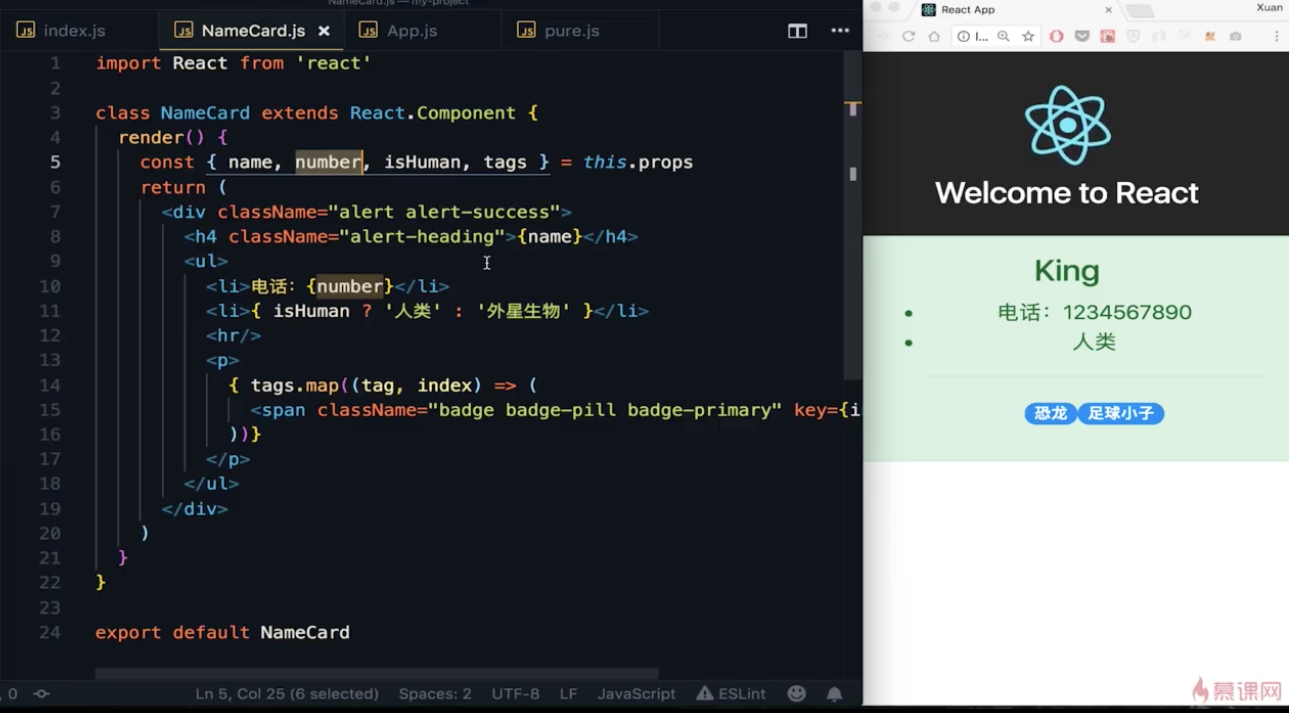 NameCard.js — my-project
index.js
NameCard.js
App.js
pure.js
1 import React from 'react'
2
3 class NameCard extends React.Component {
4 render() {
5 const { name, number, isHuman, tags } = this.props
6 return (
7 <div className="alert alert-success">
8 <h4 className="alert-heading">{name}</h4>
9 <ul>
10 <li>电话：{number}</li>
11 <li>{ isHuman ? '人类' : '外星生物' }</li>
12 <hr/>
13 <p>
14 { tags.map((tag, index) => (
15 <span className="badge badge-pill badge-primary" key={i
16 ))}
17 </p>
18 </ul>
19 </div>
20 )
21 }
22 }
23
24 export default NameCard
0
Ln 5, Col 25 (6 selected)
Spaces: 2
UTF-8
LF
JavaScript
ESLint
React App
Xuan
Welcome to React
King
电话：1234567890
人类
恐龙
足球小子
慕课网